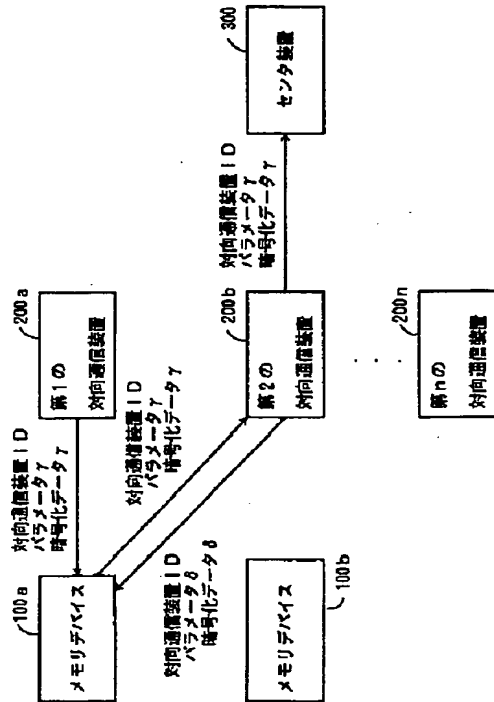 100a
メモリデバイス
100b
メモリデバイス
対向通信装置ID
パラメータγ
暗号化データγ
対向通信装置ID
パラメータγ
暗号化データγ
対向通信装置ID
パラメータδ
暗号化データδ
200a
第1の
対向通信装置
200b
第2の
対向通信装置
200n
第nの
対向通信装置
対向通信装置ID
パラメータγ
暗号化データγ
300
センタ装置